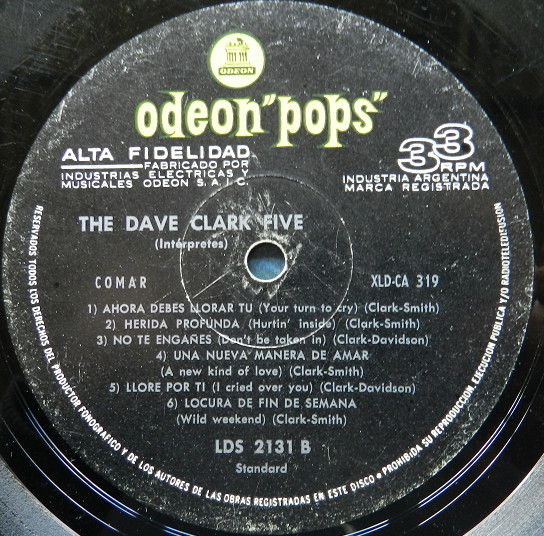 ODEON
odeon "pops"
ALTA FIDELIDAD
FABRICADO POR
INDUSTRIAS ELECTRICAS Y
MUSICALES ODEON S.A.I.C.
33
RPM
INDUSTRIA ARGENTINA
MARCA REGISTRADA
THE DAVE CLARK FIVE
(Intérpretes)
COMAR
XLD-CA 319
1) AHORA DEBES LLORAR TU (Your turn to cry) (Clark-Smith)
2) HERIDA PROFUNDA (Hurtin' inside) (Clark-Smith)
3) NO TE ENGAÑES (Don't be taken in) (Clark-Davidson)
4) UNA NUEVA MANERA DE AMAR
(A new kind of love) (Clark-Smith)
5) LLORE POR TI (I cried over you) (Clark-Davidson)
6) LOCURA DE FIN DE SEMANA
(Wild weekend) (Clark-Smith)
LDS 2131 B
Standard
RESERVADOS TODOS LOS DERECHOS DEL PRODUCTOR FONOGRAFICO Y DE LOS AUTORES DE LAS OBRAS REGISTRADAS EN ESTE DISCO • PROHIBIDA SU REPRODUCCION, EJECUCION PUBLICA Y/O RADIOTELEDIFUSION